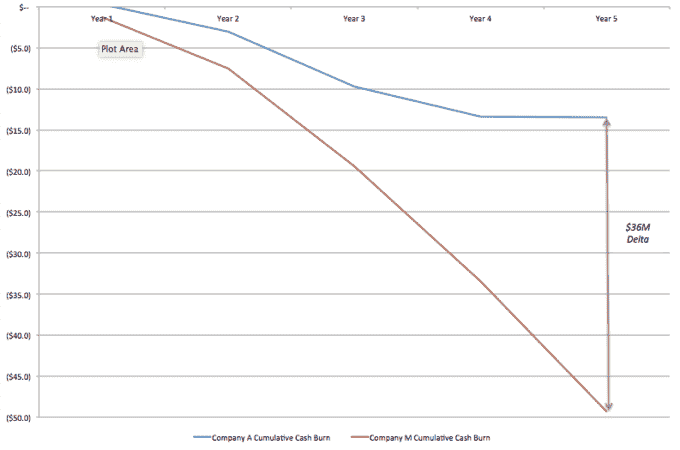 $--
Year 1 Year 2 Year 3 Year 4 Year 5
Plot Area
($5.0)
($10.0)
($15.0)
($20.0)
($25.0)
$36M
Delta
($30.0)
($35.0)
($40.0)
($45.0)
($50.0)
Company A Cumulative Cash Burn Company M Cumulative Cash Burn